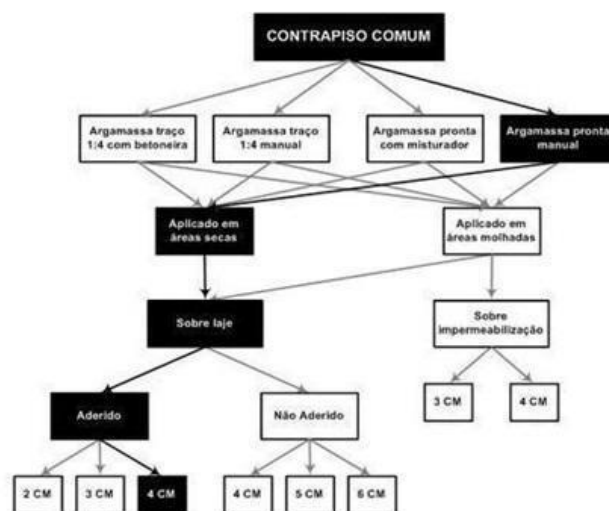 CONTRAPISO COMUM
Argamassa traço
1:4 com betoneira
Argamassa traço
1:4 manual
Argamassa pronta
com misturador
Argamassa pronta
manual
Aplicado em
áreas secas
Aplicado em
áreas molhadas
Sobre laje
Sobre
impermeabilização
3 CM
4 CM
Aderido
Não Aderido
2 CM
3 CM
4 CM
4 CM
5 CM
6 CM